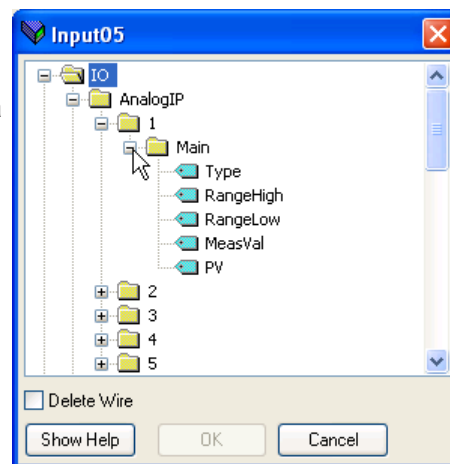 Input05
IO
AnalogIP
1
Main
Type
RangeHigh
RangeLow
MeasVal
PV
2
3
4
5
Delete Wire
Show Help OK Cancel